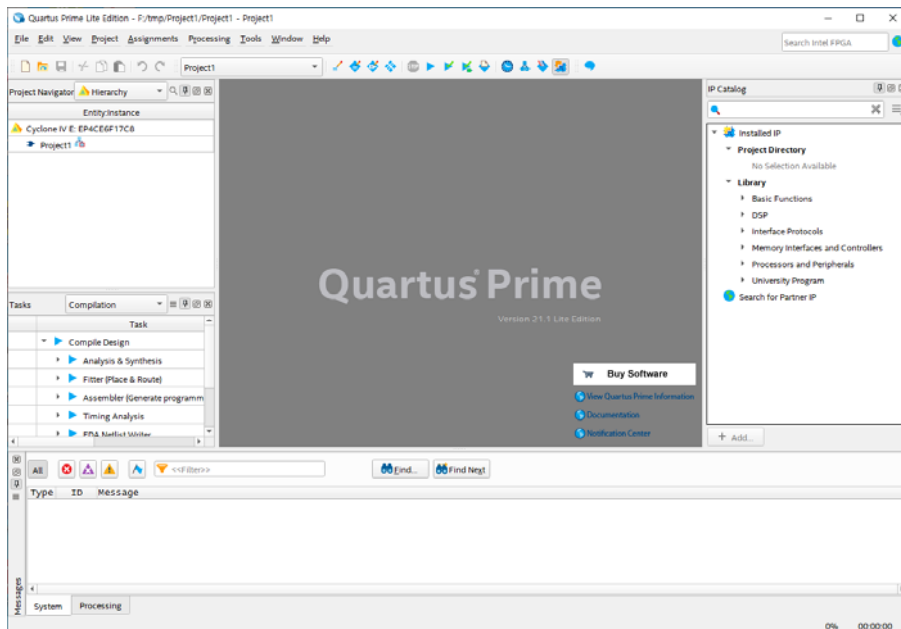 Quartus Prime Lite Edition - F:/tmp/Project1/Project1 - Project1
File Edit View Project Assignments Processing Tools Window Help
Search Intel FPGA
Project1
Project Navigator Hierarchy
Entity:Instance
Cyclone IV E: EP4CE6F17C8
Project1
Tasks Compilation
Task
Compile Design
Analysis & Synthesis
Fitter (Place & Route)
Assembler (Generate programm
Timing Analysis
EDA Netlist Writer
Quartus® Prime
Version 21.1 Lite Edition
Buy Software
View Quartus Prime Information
Documentation
Notification Center
IP Catalog
Installed IP
Project Directory
No Selection Available
Library
Basic Functions
DSP
Interface Protocols
Memory Interfaces and Controllers
Processors and Peripherals
University Program
Search for Partner IP
+ Add...
All <<Filter>> Find... Find Next
Type ID Message
Messages
System Processing
0% 00:00:00